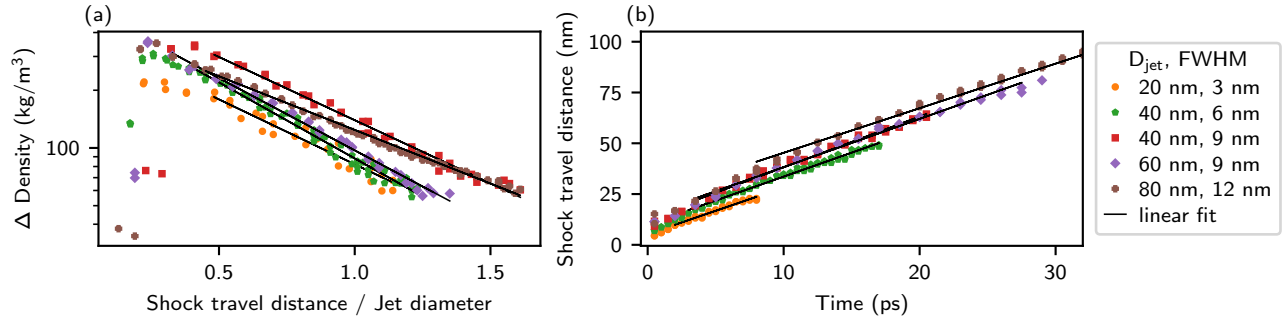 (a)
Δ Density (kg/m³)
100
0.5 1.0 1.5
Shock travel distance / Jet diameter
(b)
Shock travel distance (nm)
100
75
50
25
0
0 10 20 30
Time (ps)
D_jet, FWHM
20 nm, 3 nm
40 nm, 6 nm
40 nm, 9 nm
60 nm, 9 nm
80 nm, 12 nm
linear fit